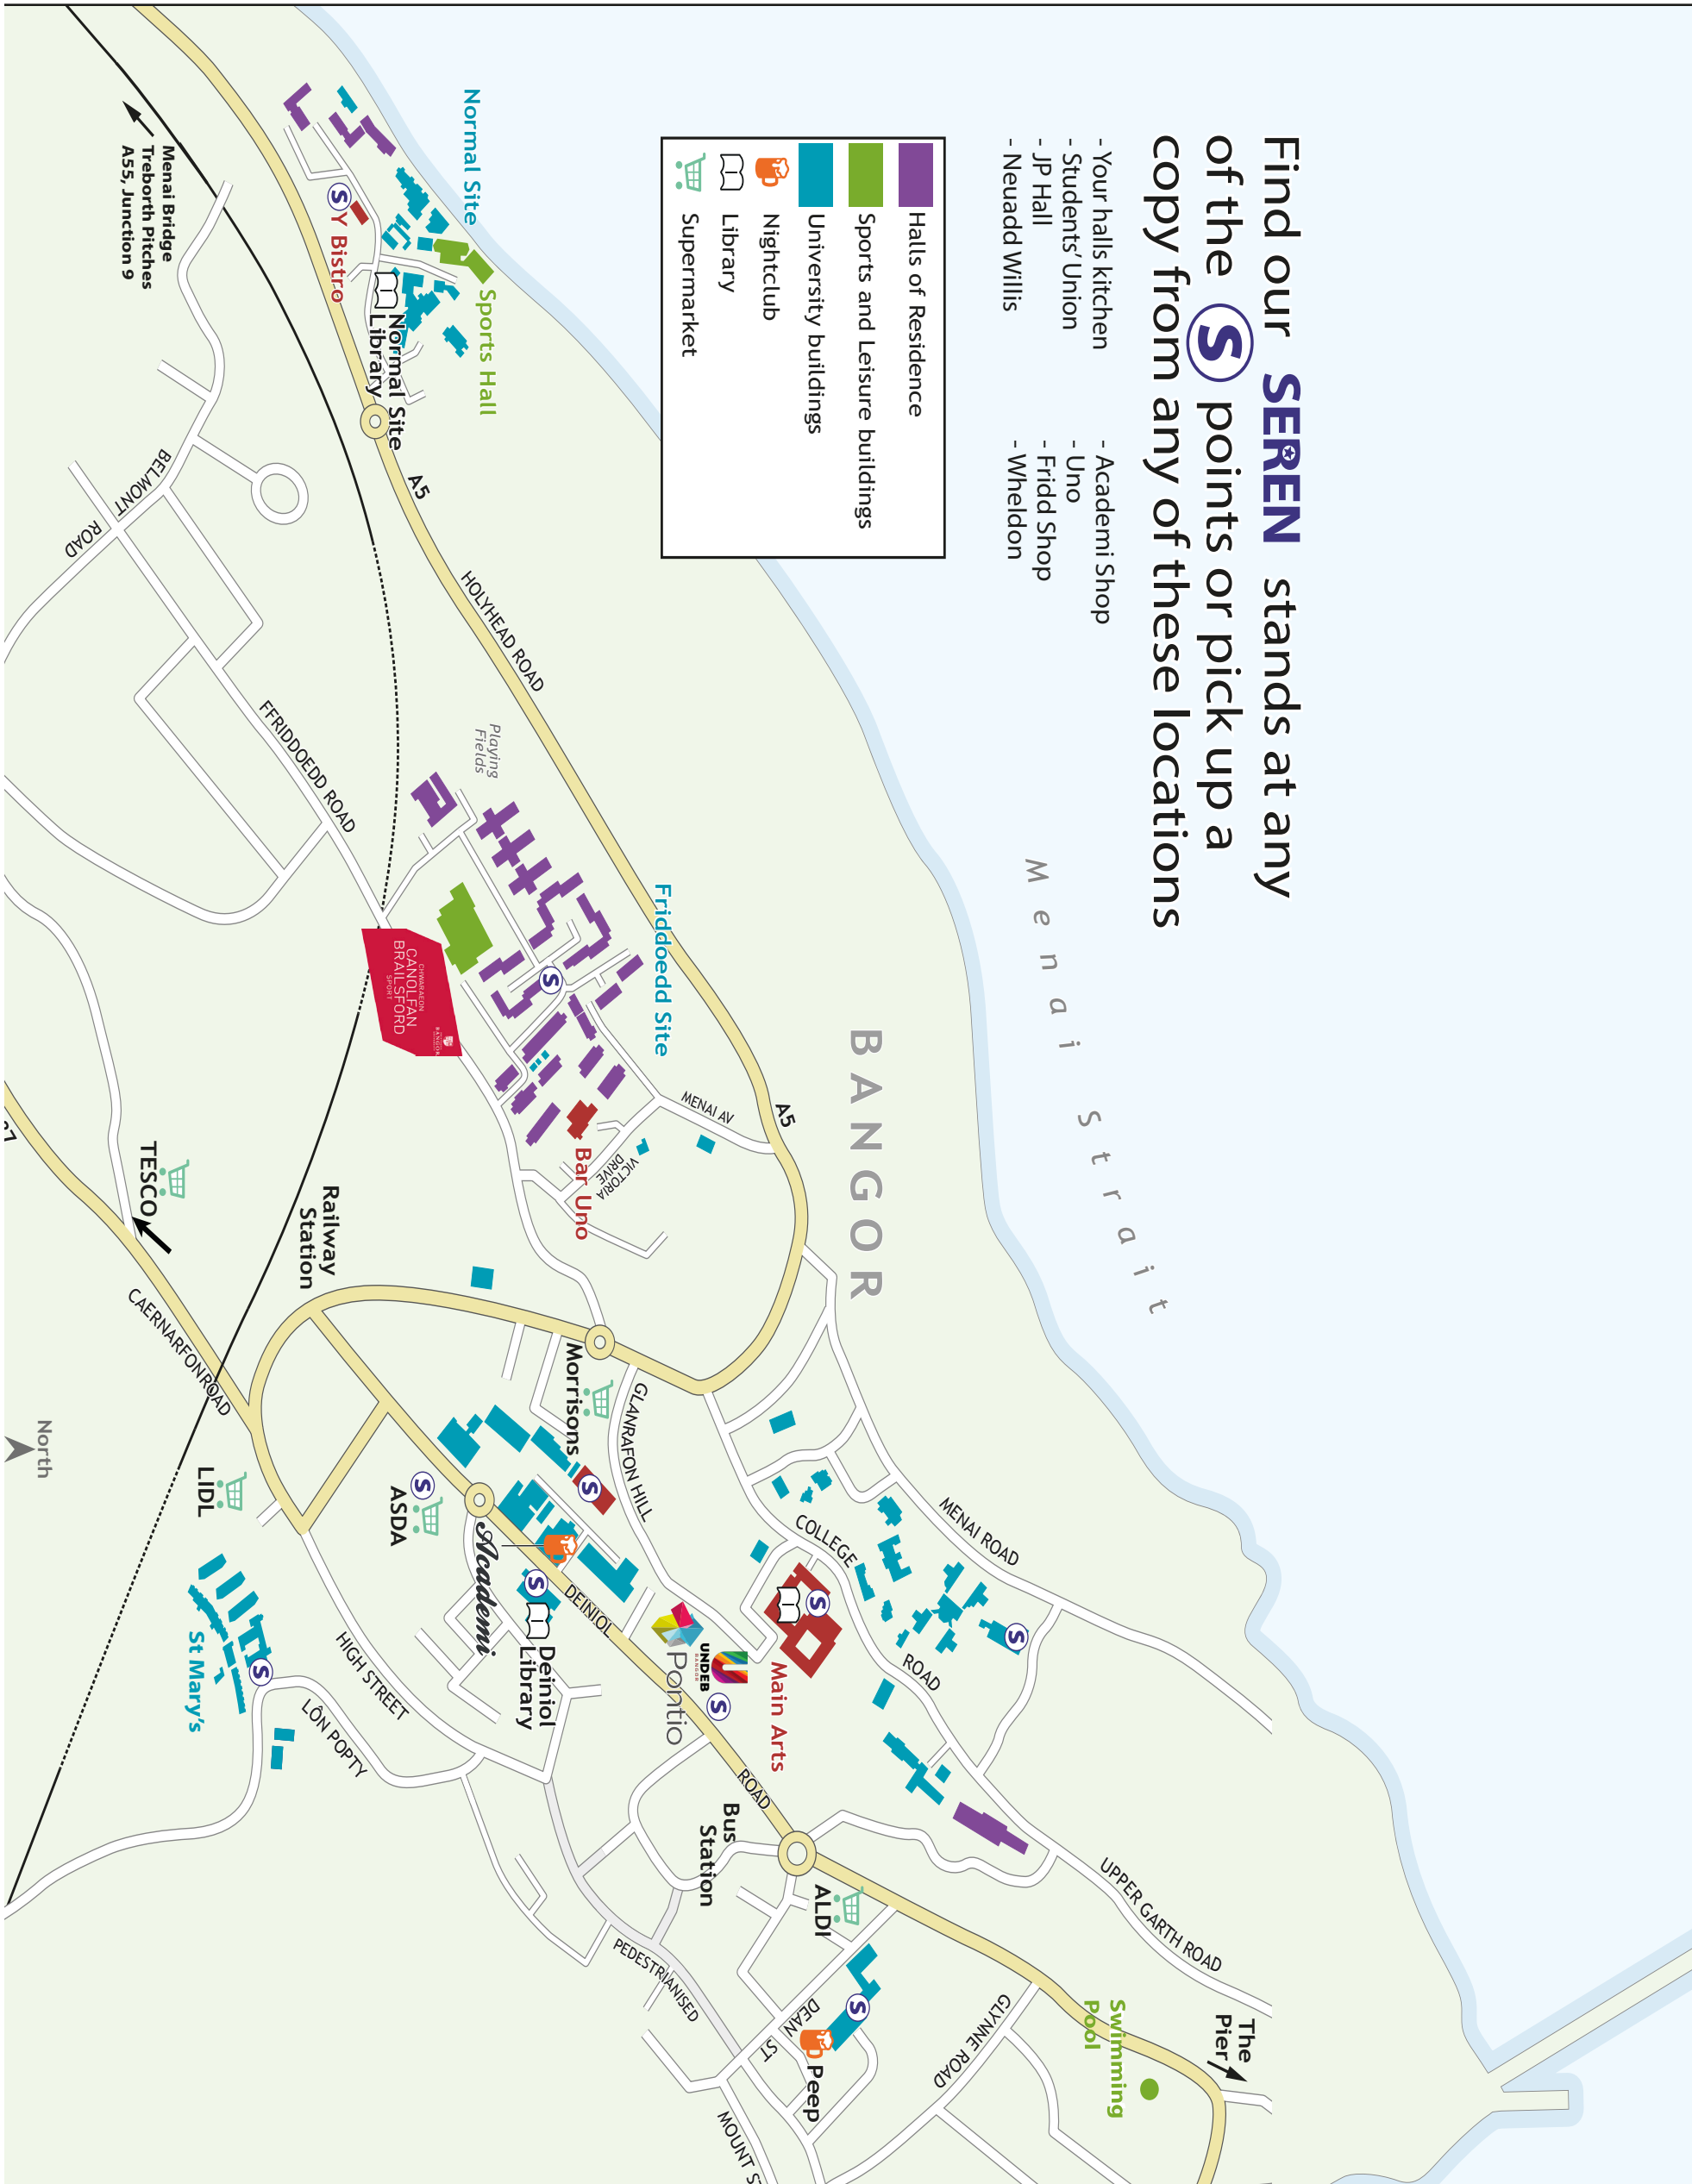 Find our SEREN stands at any
of the S points or pick up a
copy from any of these locations
- Your halls kitchen
- Students' Union
- JP Hall
- Neuadd Willis
- Academi Shop
- Uno
- Fridd Shop
- Wheldon
Halls of Residence
Sports and Leisure buildings
University buildings
Nightclub
Library
Supermarket
Menai Strait
BANGOR
Normal Site
Sports Hall
S
Y Bistro
Normal Site
Library
Menai Bridge
Treborth Pitches
A55, Junction 9
A5
HOLYHEAD ROAD
BELMONT
ROAD
FFRIDDOEDD ROAD
Playing
Fields
Friddoedd Site
S
CHWARAEON
CANOLFAN
BRAILSFORD
SPORT
BANGOR
MENAI AV
A5
VICTORIA
DRIVE
Bar Uno
TESCO
Railway
Station
CAERNARFON ROAD
Morrisons
GLANRAFON HILL
S
LIDL
S
ASDA
Academi
S
Deiniol
Library
DEINIOL
ROAD
North
St Mary's
S
HIGH STREET
LÔN POPTY
Pontio
UNDEB
BANGOR
S
S
Main Arts
COLLEGE
ROAD
MENAI ROAD
S
Bus
Station
ALDI
UPPER GARTH ROAD
PEDESTRIANISED
DEAN
ST
S
Peep
GLYNNE ROAD
Swimming
Pool
The
Pier
MOUNT S